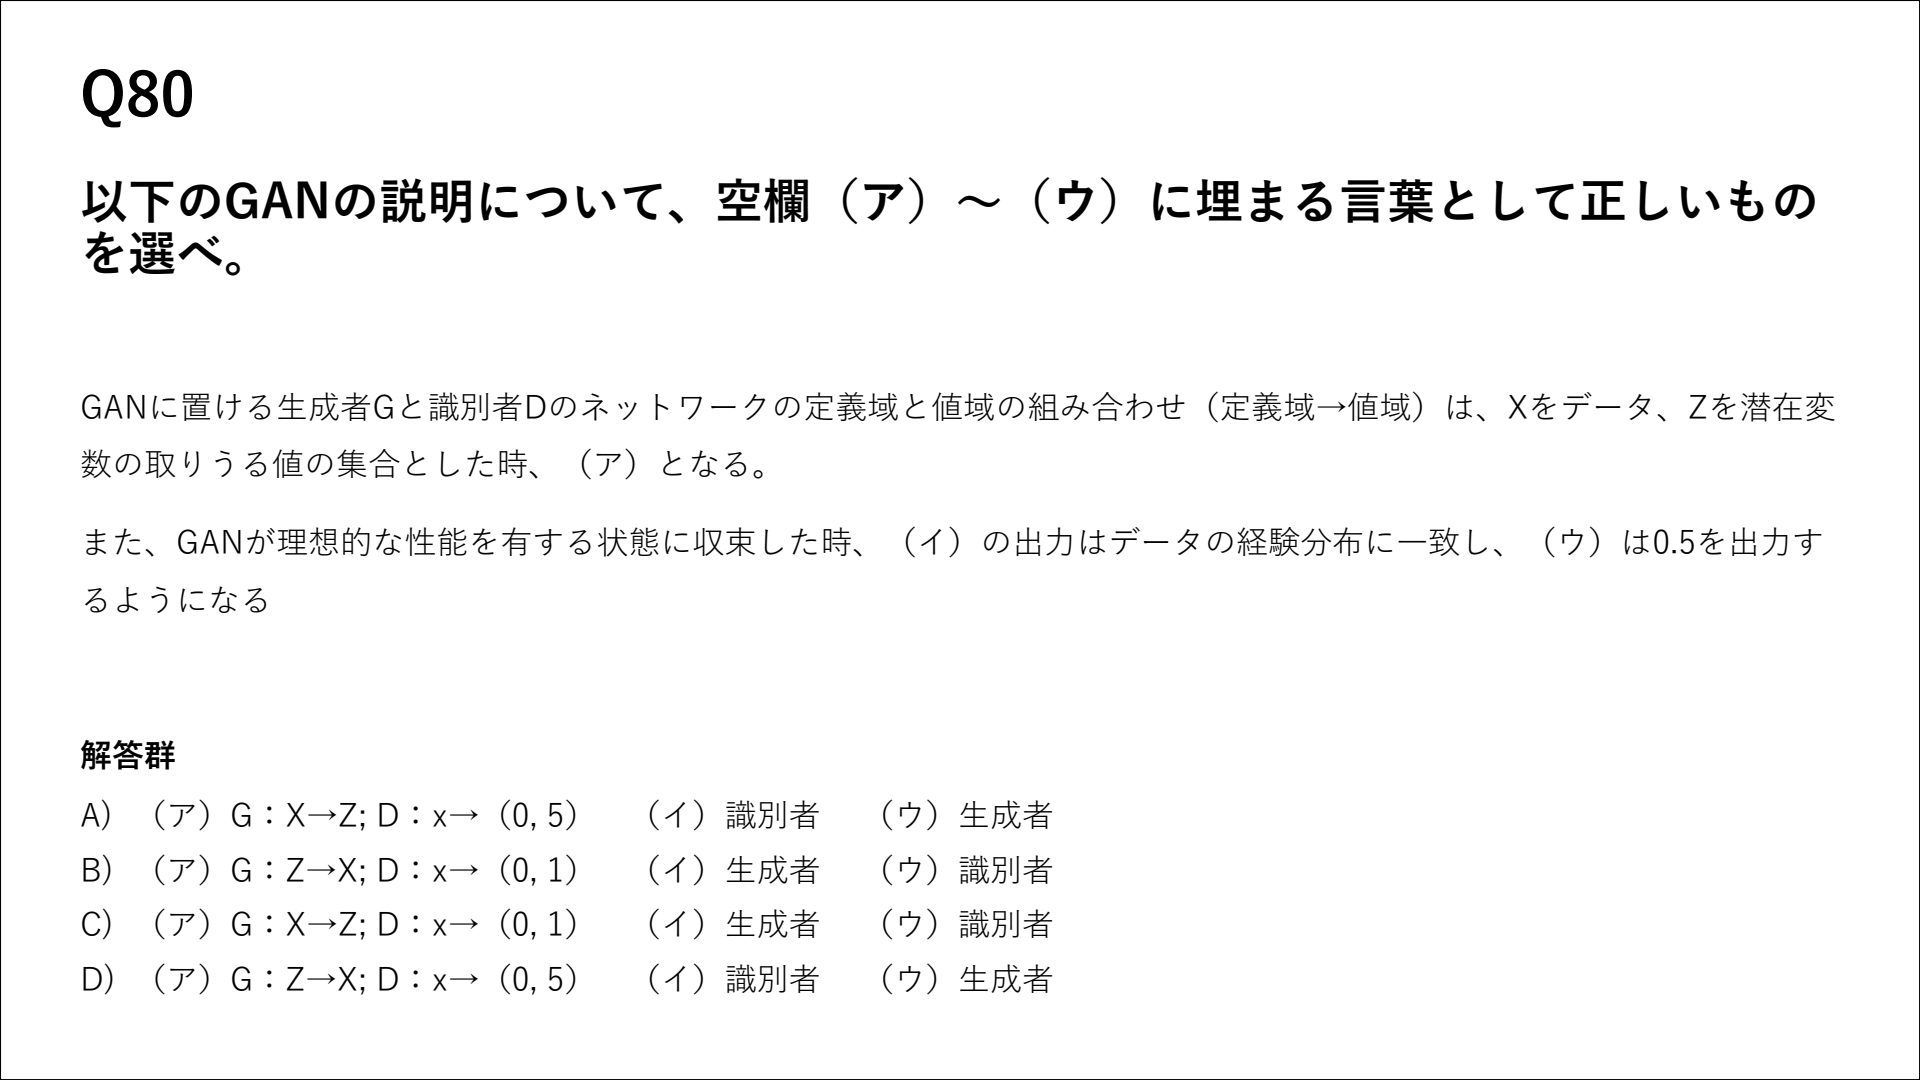 Q80
以下のGANの説明について、空欄（ア）～（ウ）に埋まる言葉として正しいもの
を選べ。
GANに置ける生成者Gと識別者Dのネットワークの定義域と値域の組み合わせ（定義域→値域）は、Xをデータ、Zを潜在変
数の取りうる値の集合とした時、（ア）となる。
また、GANが理想的な性能を有する状態に収束した時、（イ）の出力はデータの経験分布に一致し、（ウ）は0.5を出力す
るようになる
解答群
A) （ア）G：X→Z; D：x→（0, 5） （イ）識別者 （ウ）生成者
B) （ア）G：Z→X; D：x→（0, 1） （イ）生成者 （ウ）識別者
C) （ア）G：X→Z; D：x→（0, 1） （イ）生成者 （ウ）識別者
D) （ア）G：Z→X; D：x→（0, 5） （イ）識別者 （ウ）生成者